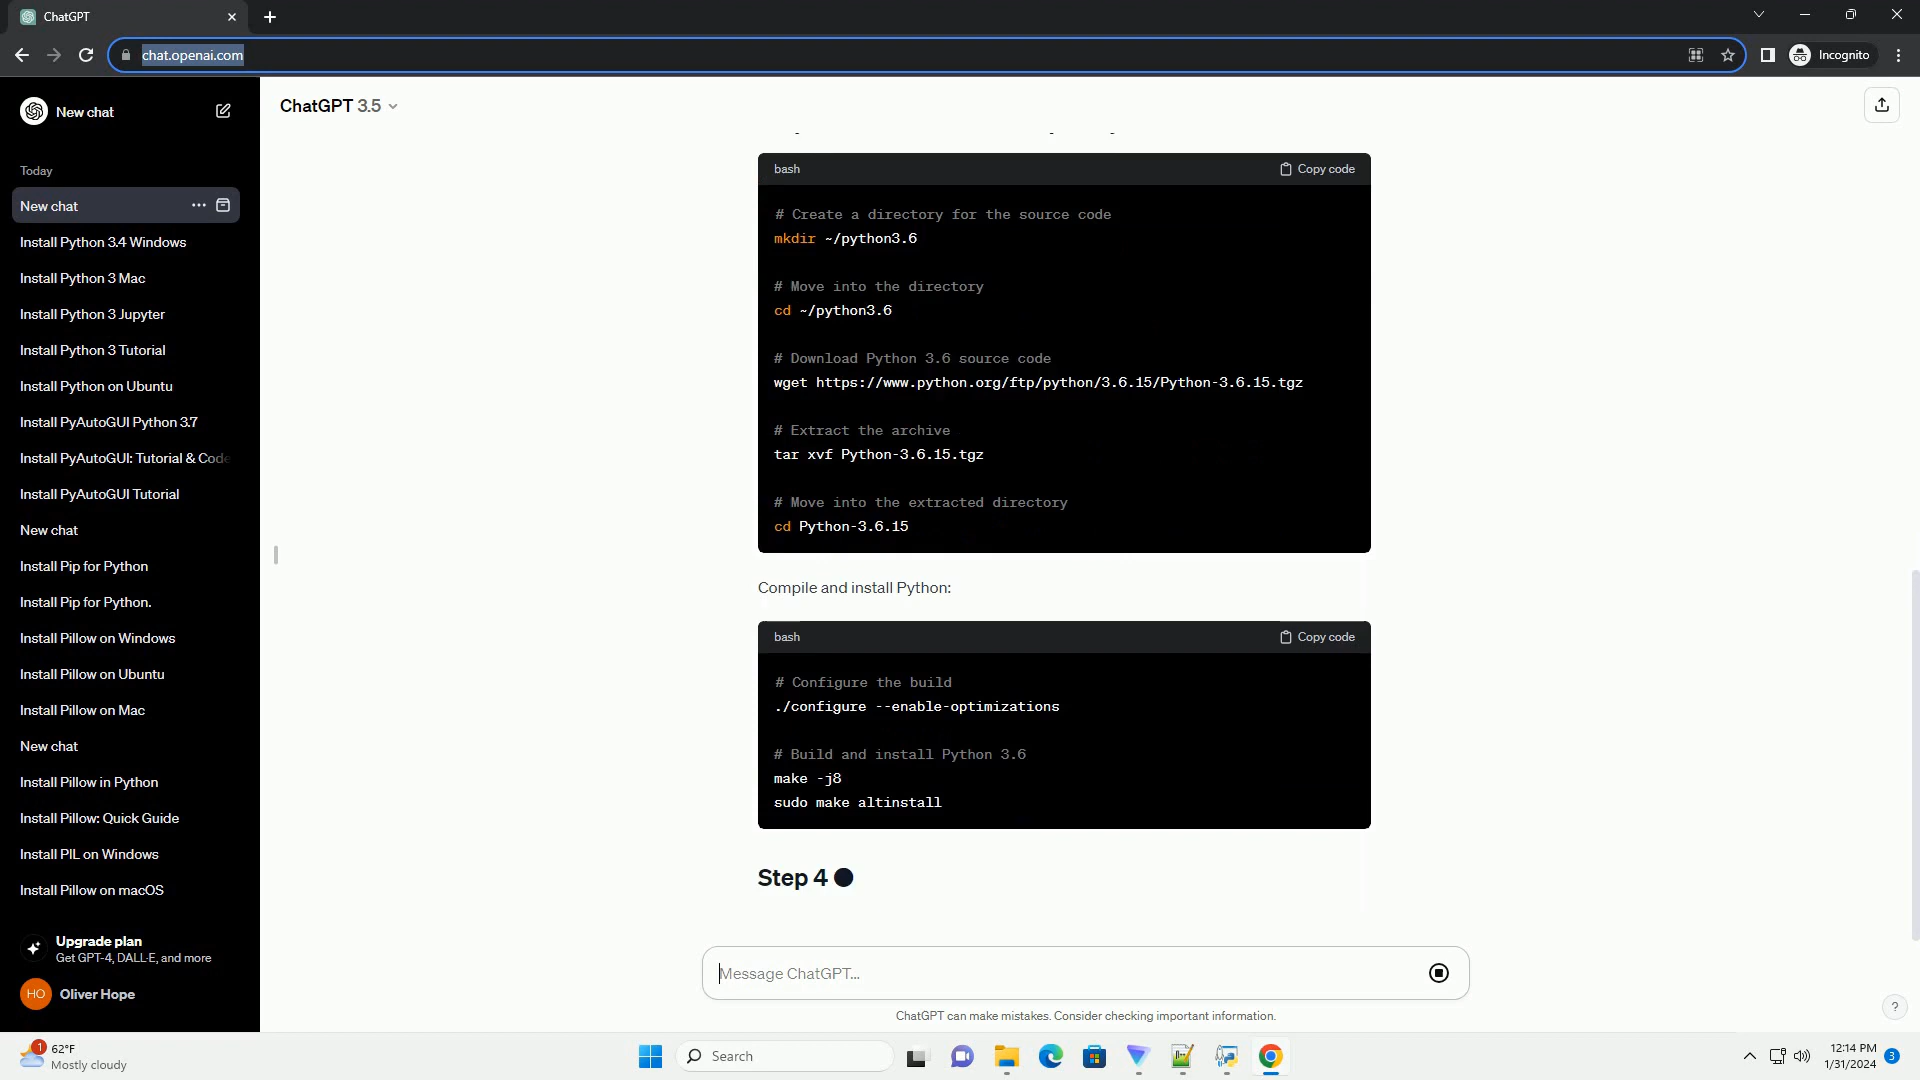 ChatGPT
chat.openai.com
Incognito
New chat
ChatGPT 3.5
Today
New chat
Install Python 3.4 Windows
Install Python 3 Mac
Install Python 3 Jupyter
Install Python 3 Tutorial
Install Python on Ubuntu
Install PyAutoGUI Python 3.7
Install PyAutoGUI: Tutorial & Code
Install PyAutoGUI Tutorial
New chat
Install Pip for Python
Install Pip for Python.
Install Pillow on Windows
Install Pillow on Ubuntu
Install Pillow on Mac
New chat
Install Pillow in Python
Install Pillow: Quick Guide
Install PIL on Windows
Install Pillow on macOS
Upgrade plan
Get GPT-4, DALL·E, and more
HO
Oliver Hope
bash
Copy code
# Create a directory for the source code
mkdir ~/python3.6
# Move into the directory
cd ~/python3.6
# Download Python 3.6 source code
wget https://www.python.org/ftp/python/3.6.15/Python-3.6.15.tgz
# Extract the archive
tar xvf Python-3.6.15.tgz
# Move into the extracted directory
cd Python-3.6.15
Compile and install Python:
bash
Copy code
# Configure the build
./configure --enable-optimizations
# Build and install Python 3.6
make -j8
sudo make altinstall
Step 4
Message ChatGPT...
ChatGPT can make mistakes. Consider checking important information.
?
1
62°F
Mostly cloudy
Search
12:14 PM
1/31/2024
3